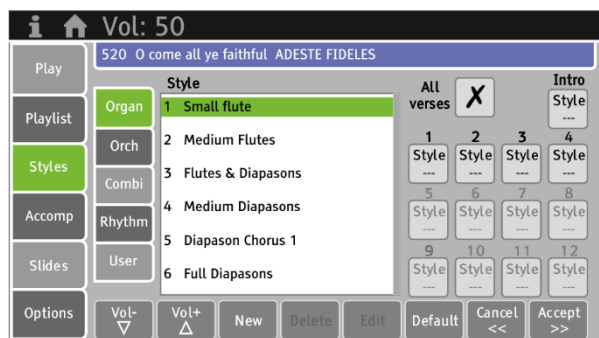 i Vol: 50
520 O come all ye faithful ADESTE FIDELES
Play
Playlist
Styles
Accomp
Slides
Options
Organ
Orch
Combi
Rhythm
User
Style
1 Small flute
2 Medium Flutes
3 Flutes & Diapasons
4 Medium Diapasons
5 Diapason Chorus 1
6 Full Diapasons
All
verses
X
Intro
Style
---
1 2 3 4
Style Style Style Style
--- --- --- ---
5 6 7 8
Style Style Style Style
--- --- --- ---
9 10 11 12
Style Style Style Style
--- --- --- ---
Vol- Vol+ New Delete Edit Default Cancel Accept
<< >>